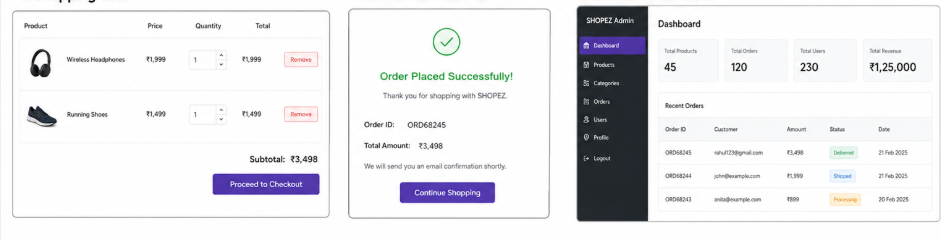 Product Price Quantity Total
Wireless Headphones ₹1,999 1 ₹1,999 Remove
Running Shoes ₹1,499 1 ₹1,499 Remove
Subtotal: ₹3,498
Proceed to Checkout
Order Placed Successfully!
Thank you for shopping with SHOPEZ.
Order ID: ORD68245
Total Amount: ₹3,498
We will send you an email confirmation shortly.
Continue Shopping
SHOPEZ Admin
Dashboard
Products
Categories
Orders
Users
Profile
Logout
Dashboard
Total Products Total Orders Total Users Total Revenue
45 120 230 ₹1,25,000
Recent Orders
Order ID Customer Amount Status Date
ORD68245 rahul123@gmail.com ₹3,498 Delivered 21 Feb 2025
ORD68244 john@example.com ₹1,999 Shipped 21 Feb 2025
ORD68243 anita@example.com ₹899 Processing 20 Feb 2025